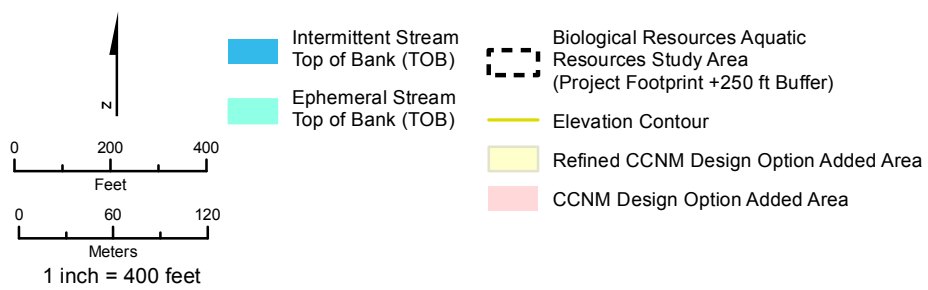 N
0 200 400
Feet
0 60 120
Meters
1 inch = 400 feet
Intermittent Stream
Top of Bank (TOB)
Ephemeral Stream
Top of Bank (TOB)
Biological Resources Aquatic
Resources Study Area
(Project Footprint +250 ft Buffer)
Elevation Contour
Refined CCNM Design Option Added Area
CCNM Design Option Added Area